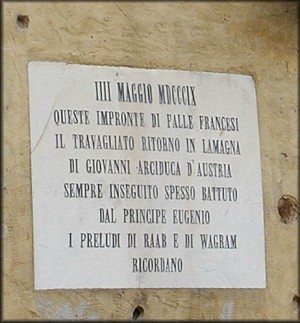 IIII MAGGIO MDCCCIX
QUESTE IMPRONTE DI PALLE FRANCESI
IL TRAVAGLIATO RITORNO IN LAMAGNA
DI GIOVANNI ARCIDUCA D'AUSTRIA
SEMPRE INSEGUITO SPESSO BATTUTO
DAL PRINCIPE EUGENIO
I PRELUDI DI RAAB E DI WAGRAM
RICORDANO